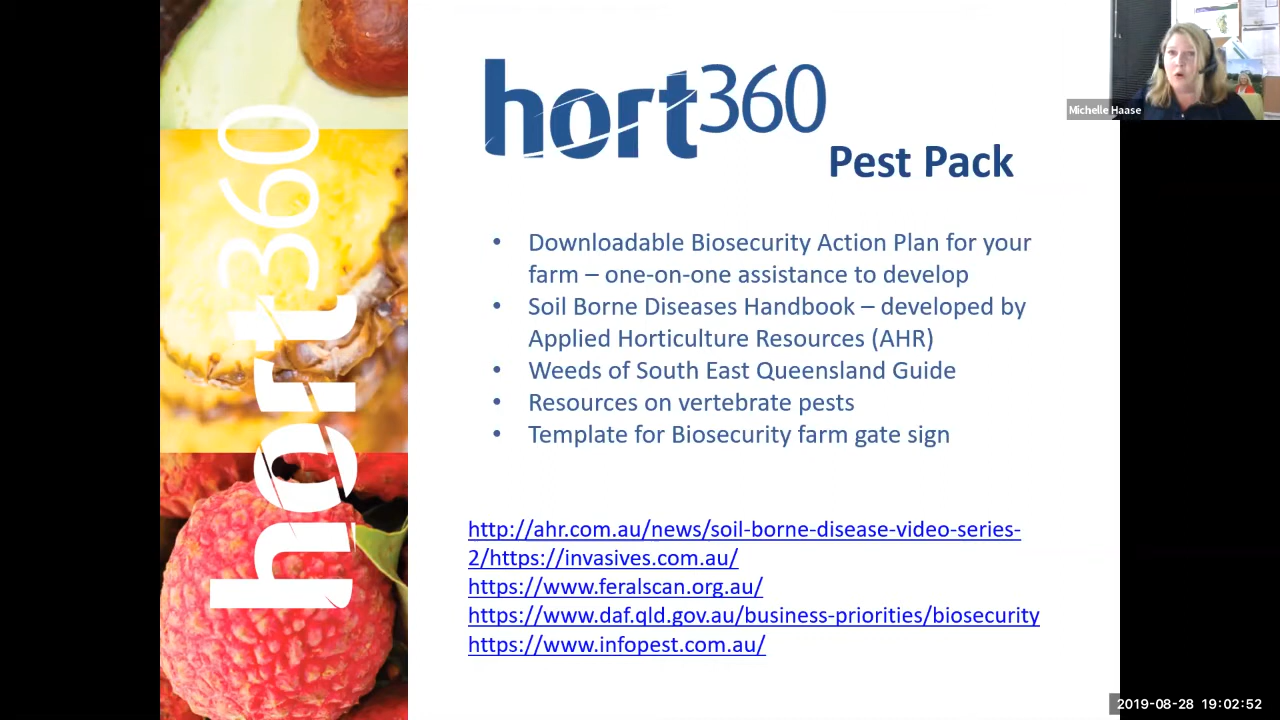 hort360
hort360
Pest Pack
Michelle Haase
• Downloadable Biosecurity Action Plan for your
farm – one-on-one assistance to develop
• Soil Borne Diseases Handbook – developed by
Applied Horticulture Resources (AHR)
• Weeds of South East Queensland Guide
• Resources on vertebrate pests
• Template for Biosecurity farm gate sign
http://ahr.com.au/news/soil-borne-disease-video-series-
2/https://invasives.com.au/
https://www.feralscan.org.au/
https://www.daf.qld.gov.au/business-priorities/biosecurity
https://www.infopest.com.au/
2019-08-28 19:02:52